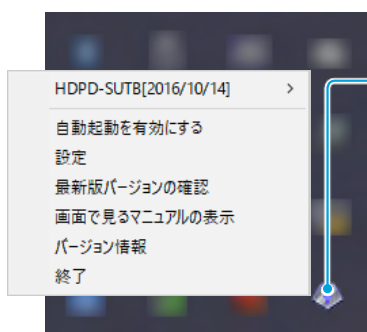 HDPD-SUTB[2016/10/14]
自動起動を有効にする
設定
最新版バージョンの確認
画面で見るマニュアルの表示
バージョン情報
終了